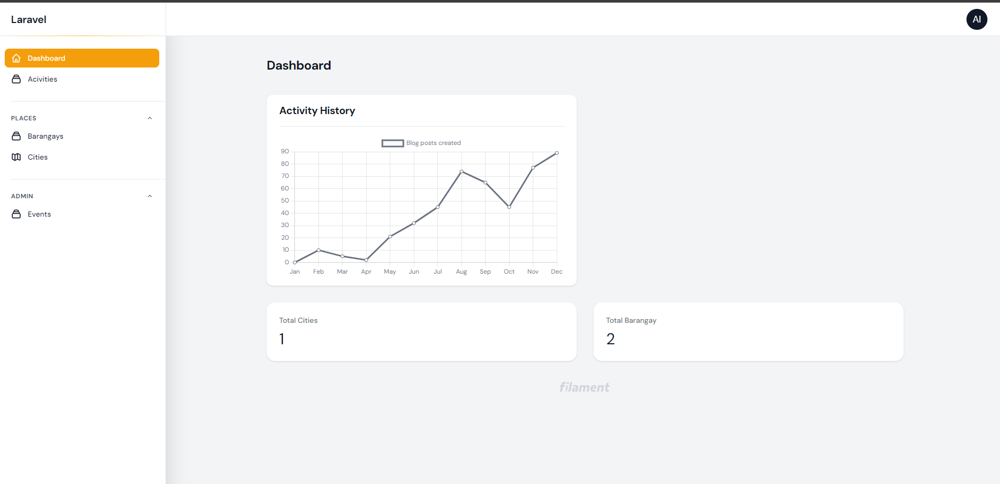 Laravel
AI
Dashboard
Acivities
PLACES
Barangays
Cities
ADMIN
Events
Dashboard
Activity History
Blog posts created
90
80
70
60
50
40
30
20
10
0
Jan Feb Mar Apr May Jun Jul Aug Sep Oct Nov Dec
Total Cities
1
Total Barangay
2
filament